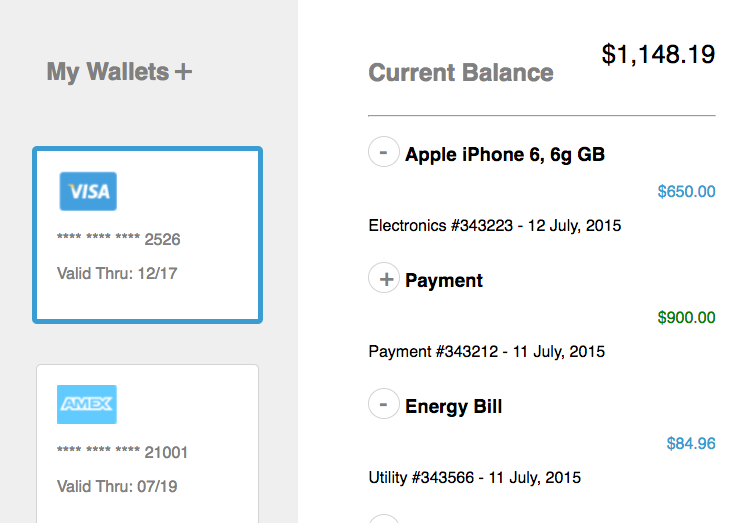 My Wallets +
VISA
**** **** **** 2526
Valid Thru: 12/17
AMEX
**** **** **** 21001
Valid Thru: 07/19
Current Balance
$1,148.19
- Apple iPhone 6, 6g GB
$650.00
Electronics #343223 - 12 July, 2015
+ Payment
$900.00
Payment #343212 - 11 July, 2015
- Energy Bill
$84.96
Utility #343566 - 11 July, 2015